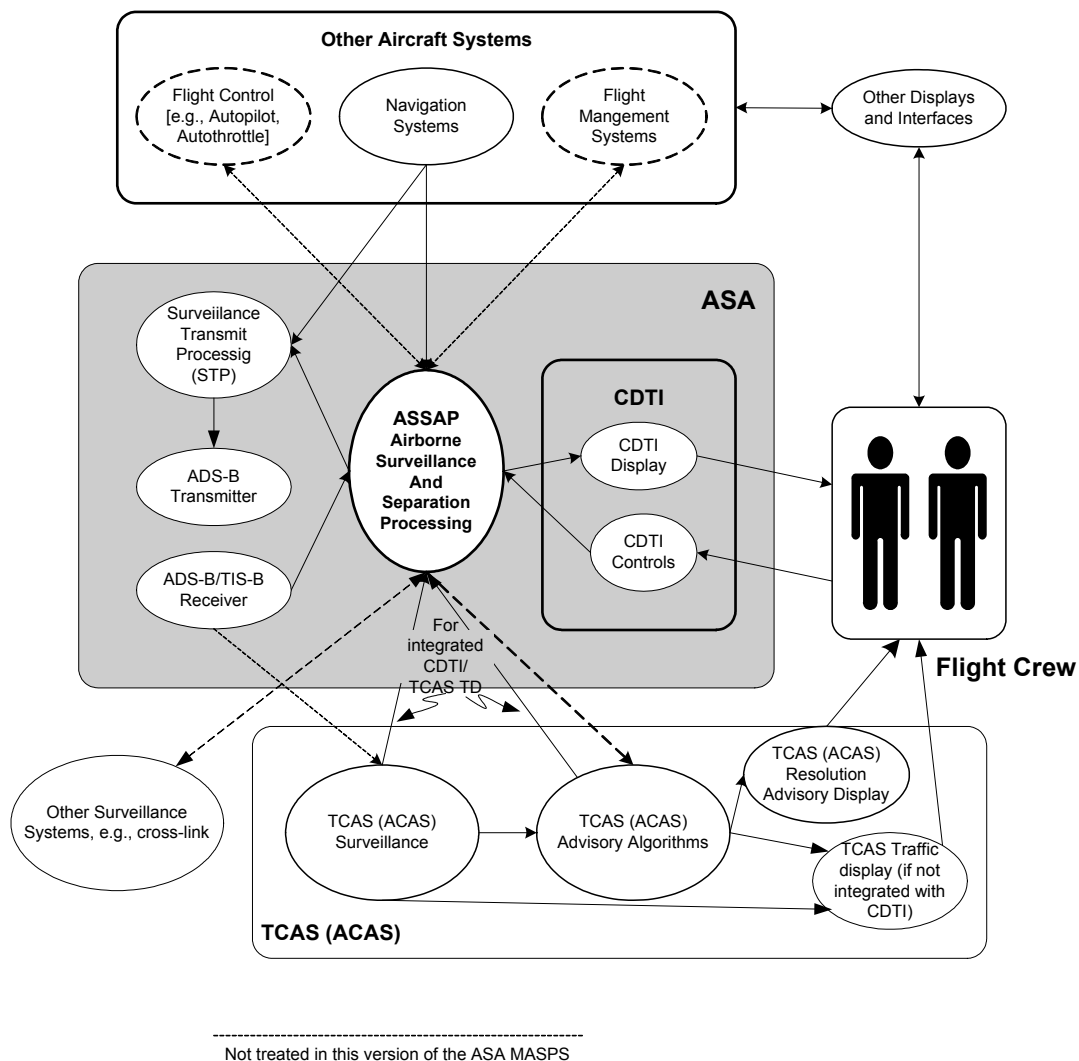 Other Aircraft Systems
Flight Control
[e.g., Autopilot,
Autothrottle]
Navigation
Systems
Flight
Mangement
Systems
Other Displays
and Interfaces
ASA
Surveiillance
Transmit
Processig
(STP)
ADS-B
Transmitter
ADS-B/TIS-B
Receiver
ASSAP
Airborne
Surveillance
And
Separation
Processing
CDTI
CDTI
Display
CDTI
Controls
Flight Crew
For
integrated
CDTI/
TCAS TD
Other Surveillance
Systems, e.g., cross-link
TCAS (ACAS)
Surveillance
TCAS (ACAS)
Advisory Algorithms
TCAS (ACAS)
Resolution
Advisory Display
TCAS Traffic
display (if not
integrated with
CDTI)
TCAS (ACAS)
Not treated in this version of the ASA MASPS